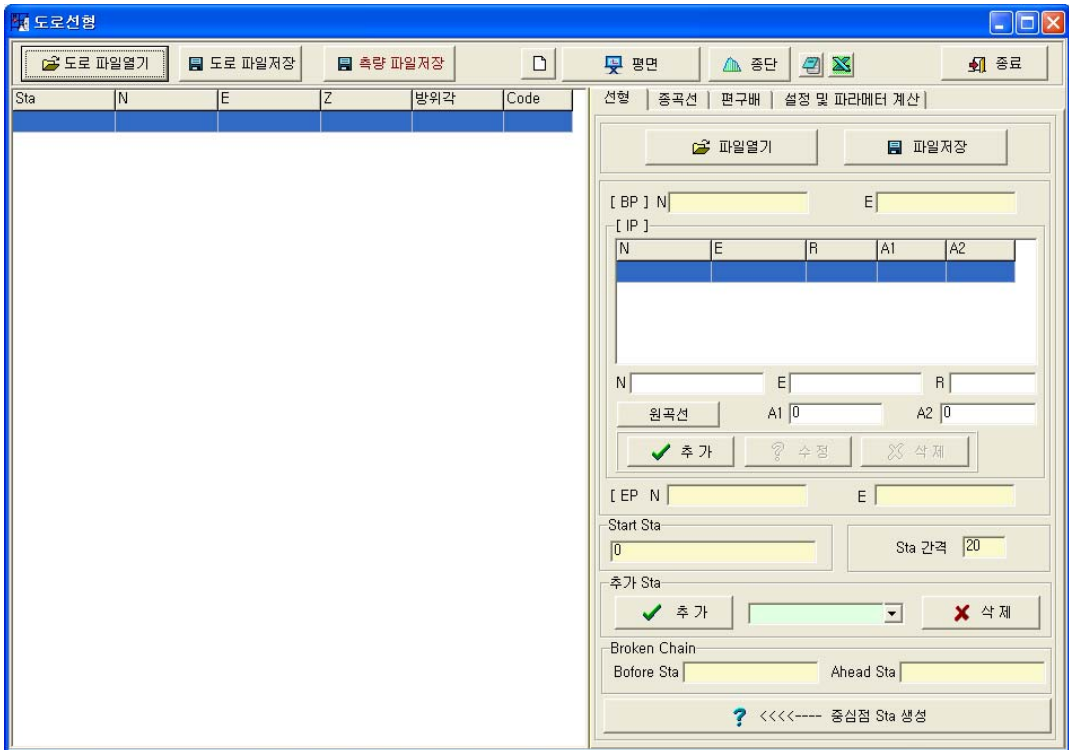 도로선형
도로 파일열기 도로 파일저장 측량 파일저장 평면 종단 종료
Sta N E Z 방위각 Code
선형 종곡선 편구배 설정 및 파라메터 계산
파일열기 파일저장
[ BP ] N E
[ IP ]
N E R A1 A2
N E R
원곡선 A1 0 A2 0
추 가 수 정 삭 제
[ EP N E
Start Sta
0 Sta 간격 20
추가 Sta
추 가 삭 제
Broken Chain
Bofore Sta Ahead Sta
<<<<---- 중심점 Sta 생성